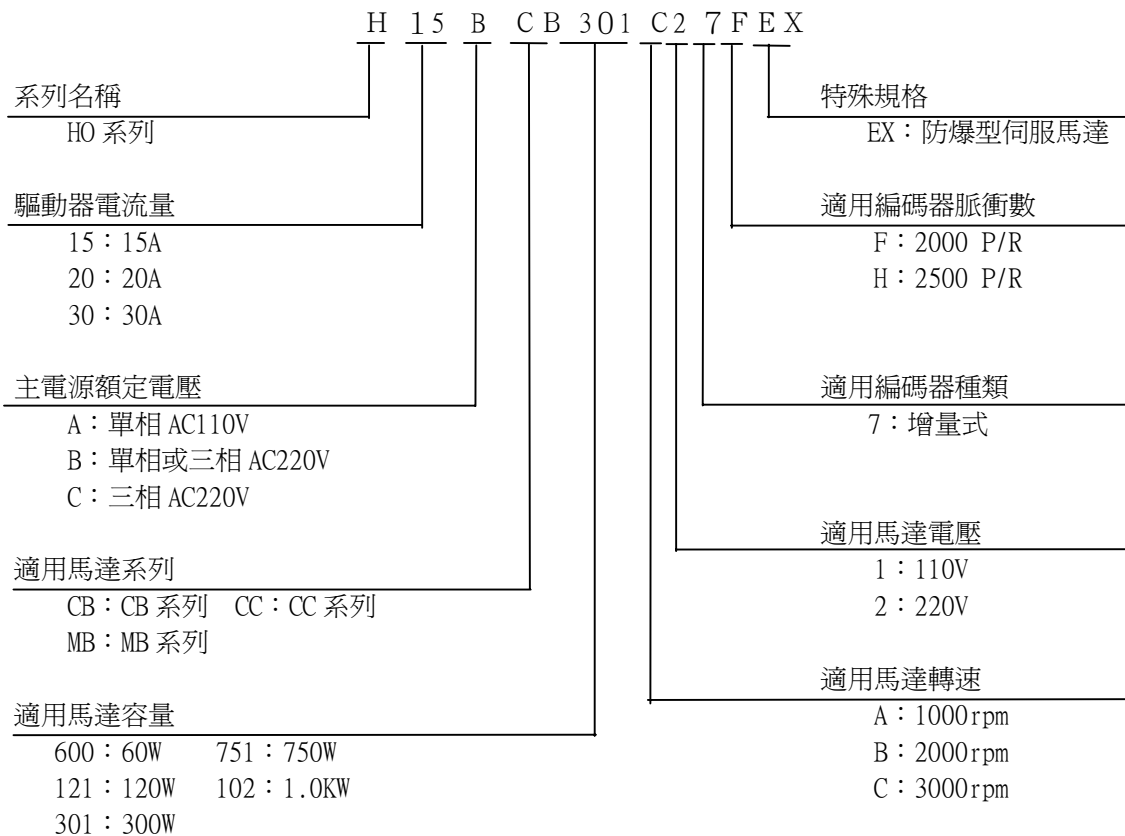 H 15 B CB 301 C2 7FEX
系列名稱
HO 系列
驅動器電流量
15：15A
20：20A
30：30A
主電源額定電壓
A：單相 AC110V
B：單相或三相 AC220V
C：三相 AC220V
適用馬達系列
CB：CB 系列 CC：CC 系列
MB：MB 系列
適用馬達容量
600：60W 751：750W
121：120W 102：1.0KW
301：300W
特殊規格
EX：防爆型伺服馬達
適用編碼器脈衝數
F：2000 P/R
H：2500 P/R
適用編碼器種類
7：增量式
適用馬達電壓
1：110V
2：220V
適用馬達轉速
A：1000rpm
B：2000rpm
C：3000rpm